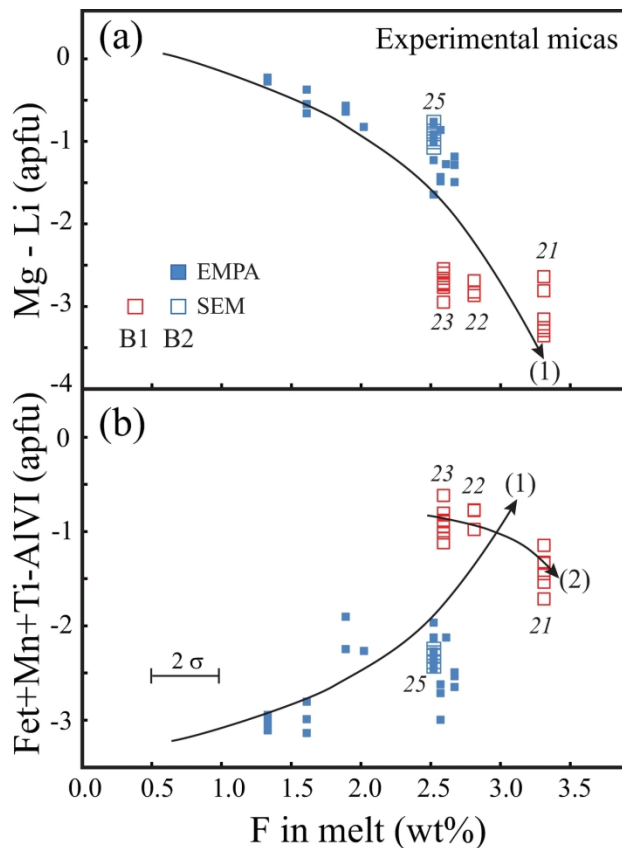 (a)
Experimental micas
0
-1
-2
-3
-4
Mg - Li (apfu)
25
EMPA
SEM
B1 B2
23
22
21
(1)
(b)
0
-1
-2
-3
Fet+Mn+Ti-AlVI (apfu)
23
22
(1)
(2)
21
25
2 σ
0.0 0.5 1.0 1.5 2.0 2.5 3.0 3.5
F in melt (wt%)